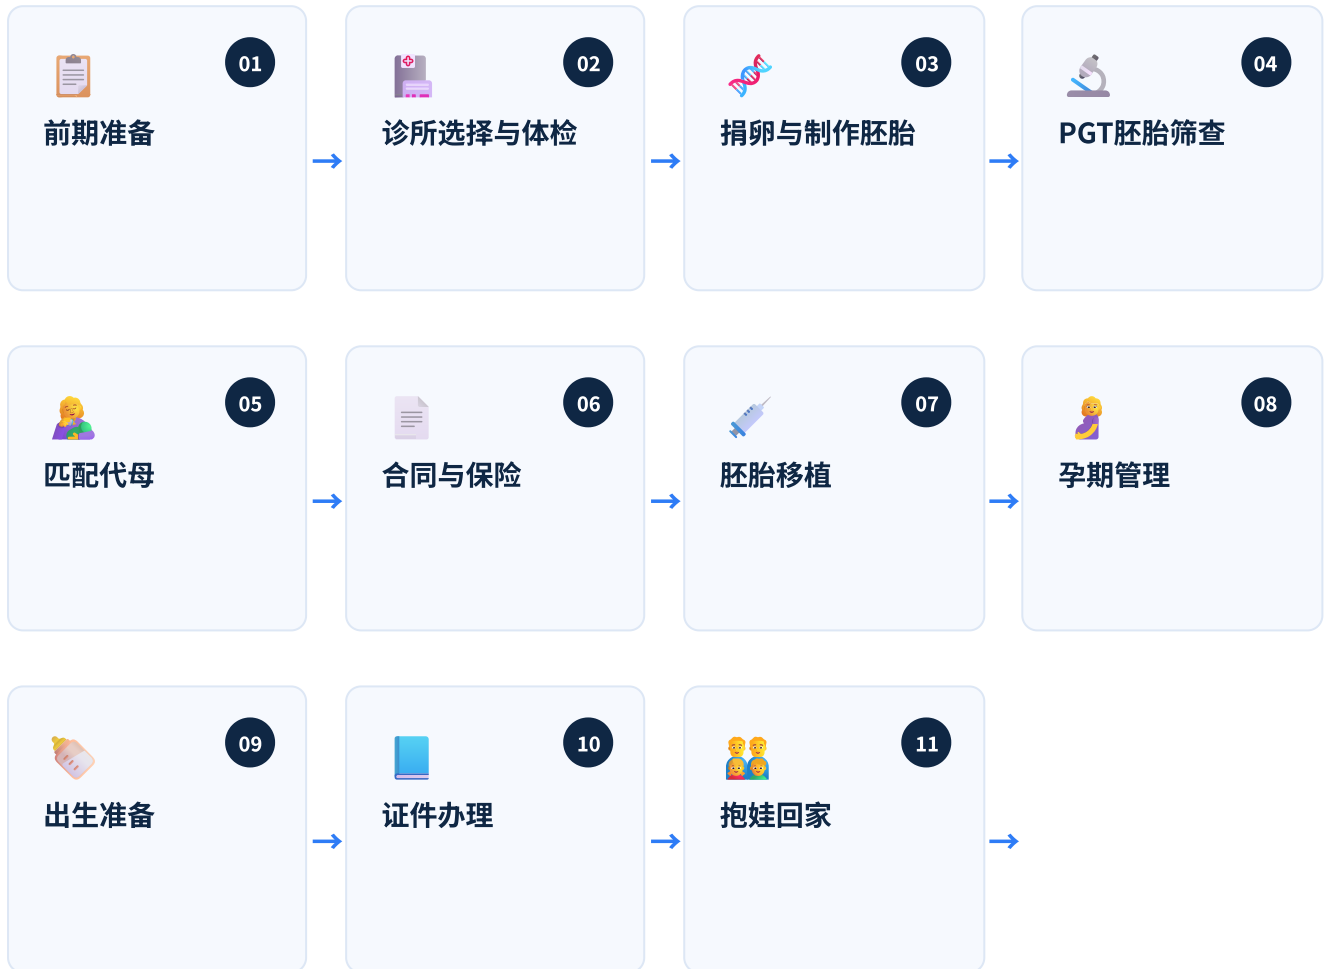 01
前期准备
02
诊所选择与体检
03
捐卵与制作胚胎
04
PGT胚胎筛查
05
匹配代母
06
合同与保险
07
胚胎移植
08
孕期管理
09
出生准备
10
证件办理
11
抱娃回家